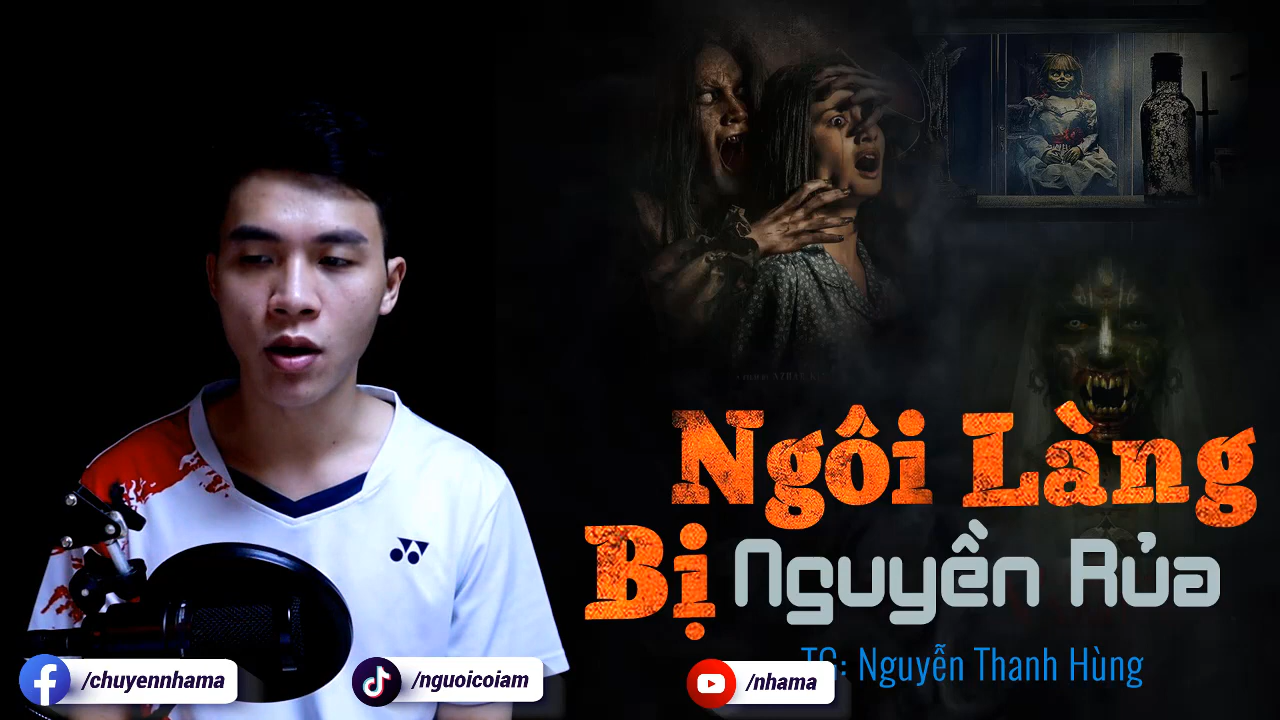 Ngôi Làng
Bị Nguyền Rủa
TG: Nguyễn Thanh Hùng
/chuyennhama
/nguoicoiam
/nhama